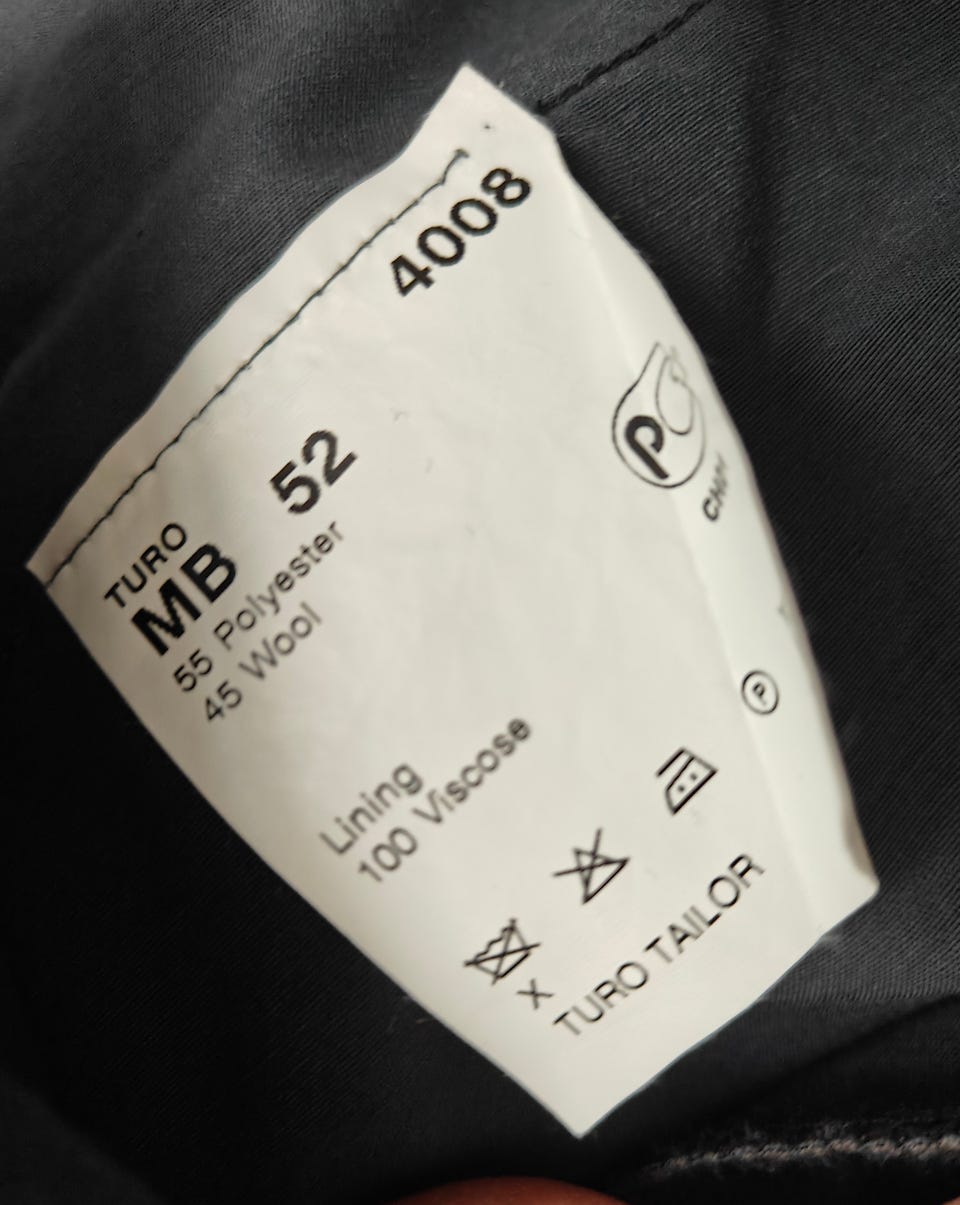 4008
TURO
MB 52
55 Polyester
45 Wool
P
Lining
100 Viscose
P
X
TURO TAILOR